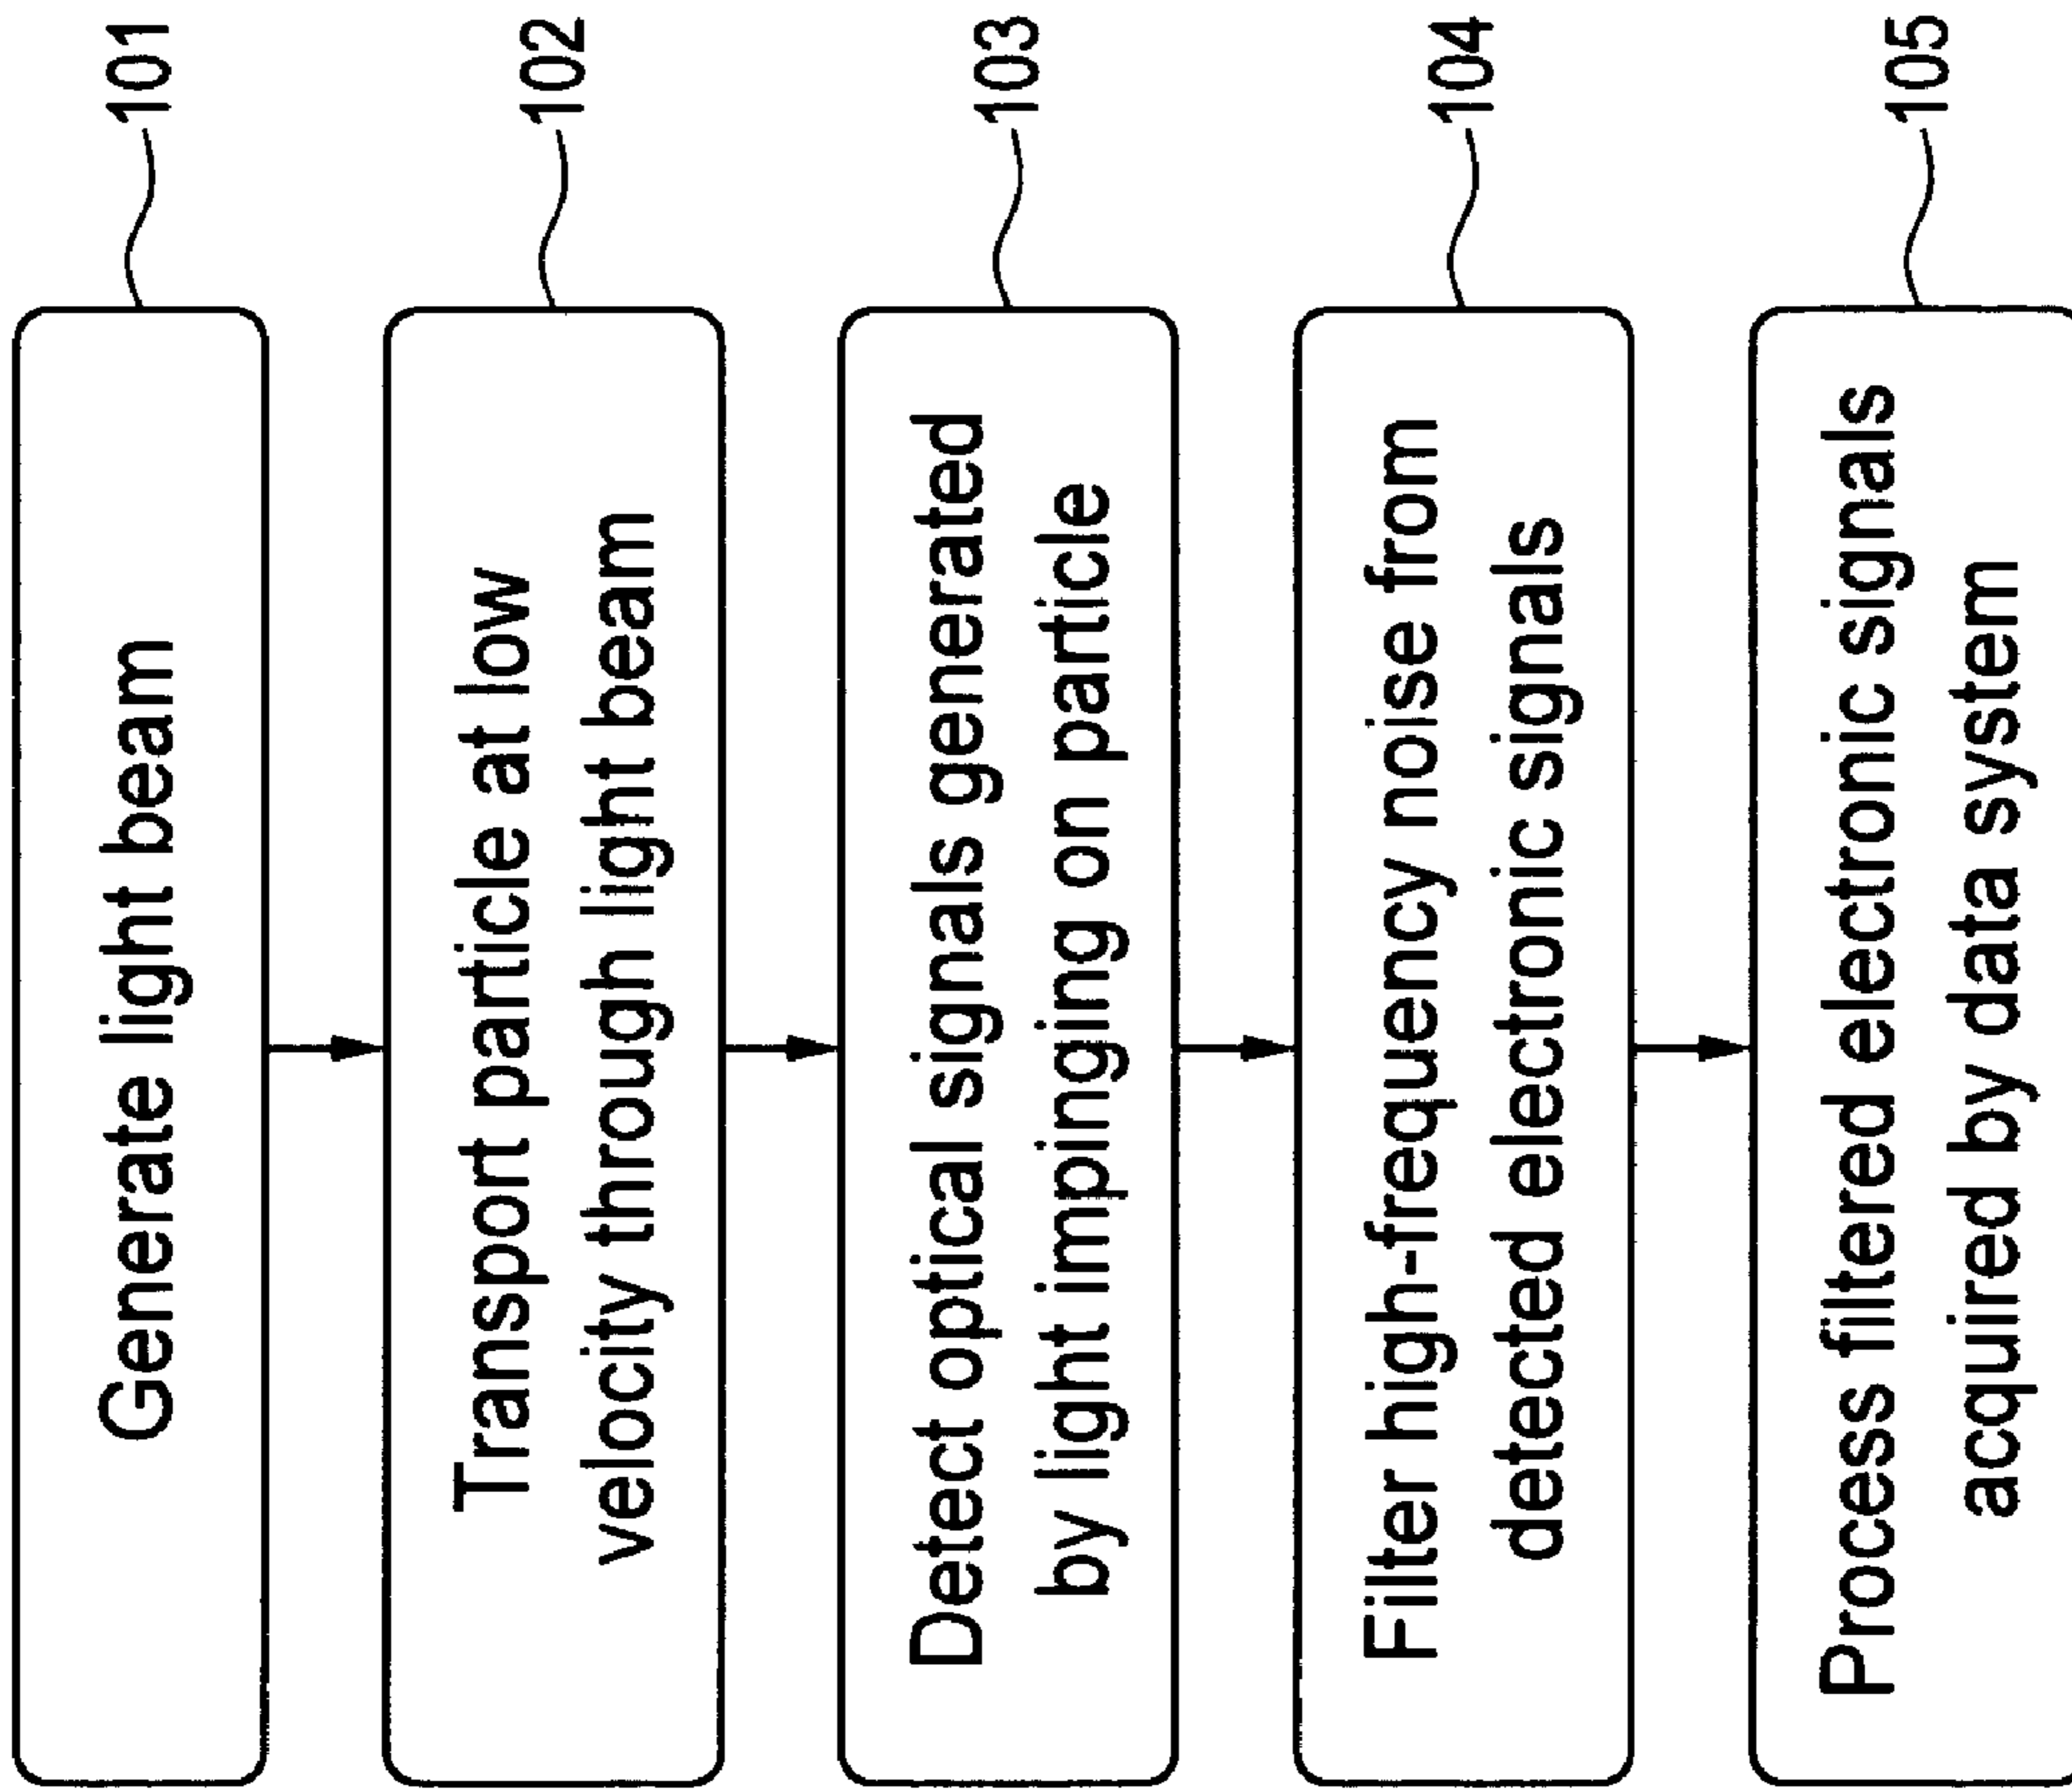 Generate light beam
101
Transport particle at low
velocity through light beam
102
Detect optical signals generated
by light impinging on particle
103
Filter high-frequency noise from
detected electronic signals
104
Process filtered electronic signals
acquired by data system
105